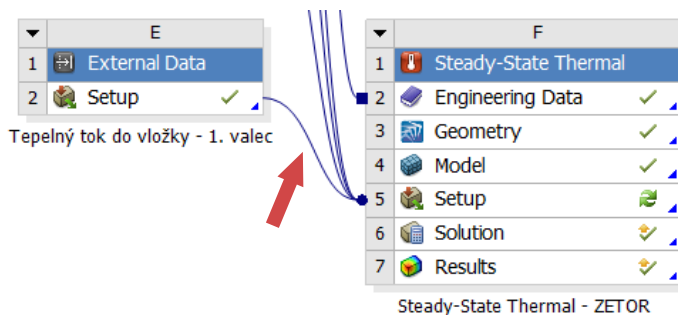 E
1 External Data
2 Setup
Tepelný tok do vložky - 1. valec
F
1 Steady-State Thermal
2 Engineering Data
3 Geometry
4 Model
5 Setup
6 Solution
7 Results
Steady-State Thermal - ZETOR